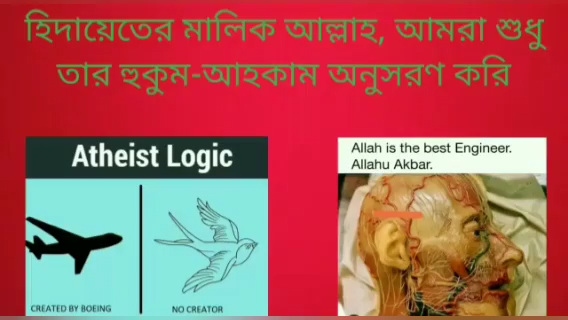 হিদায়েতের মালিক আল্লাহ, আমরা শুধু
তার হুকুম-আহকাম অনুসরণ করি
Atheist Logic
CREATED BY BOEING
NO CREATOR
Allah is the best Engineer.
Allahu Akbar.